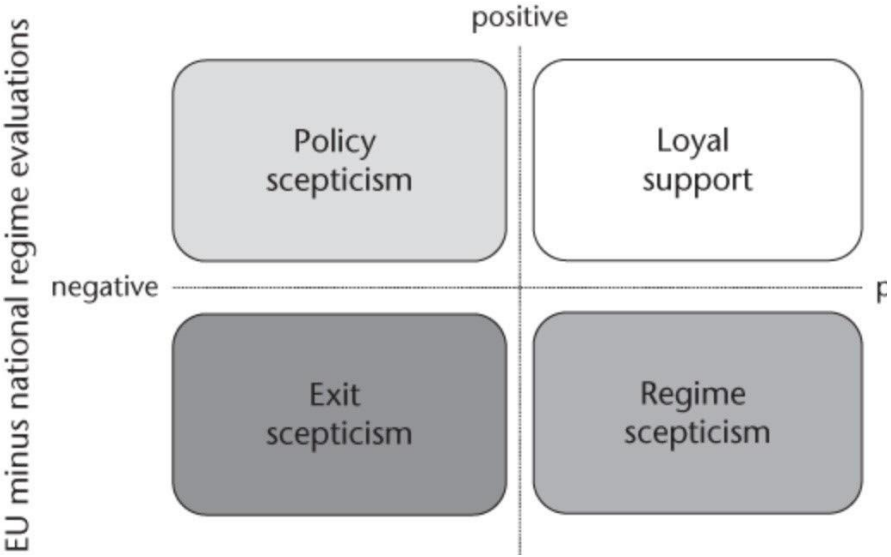 positive
EU minus national regime evaluations
Policy
scepticism
Loyal
support
negative
p
Exit
scepticism
Regime
scepticism